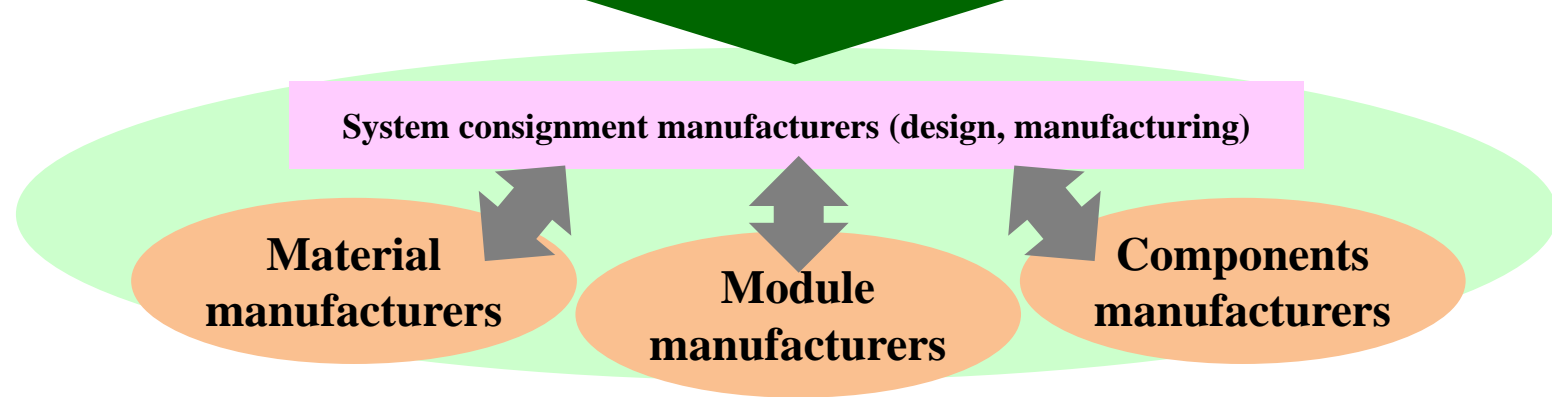 System consignment manufacturers (design, manufacturing)
Material
manufacturers
Module
manufacturers
Components
manufacturers